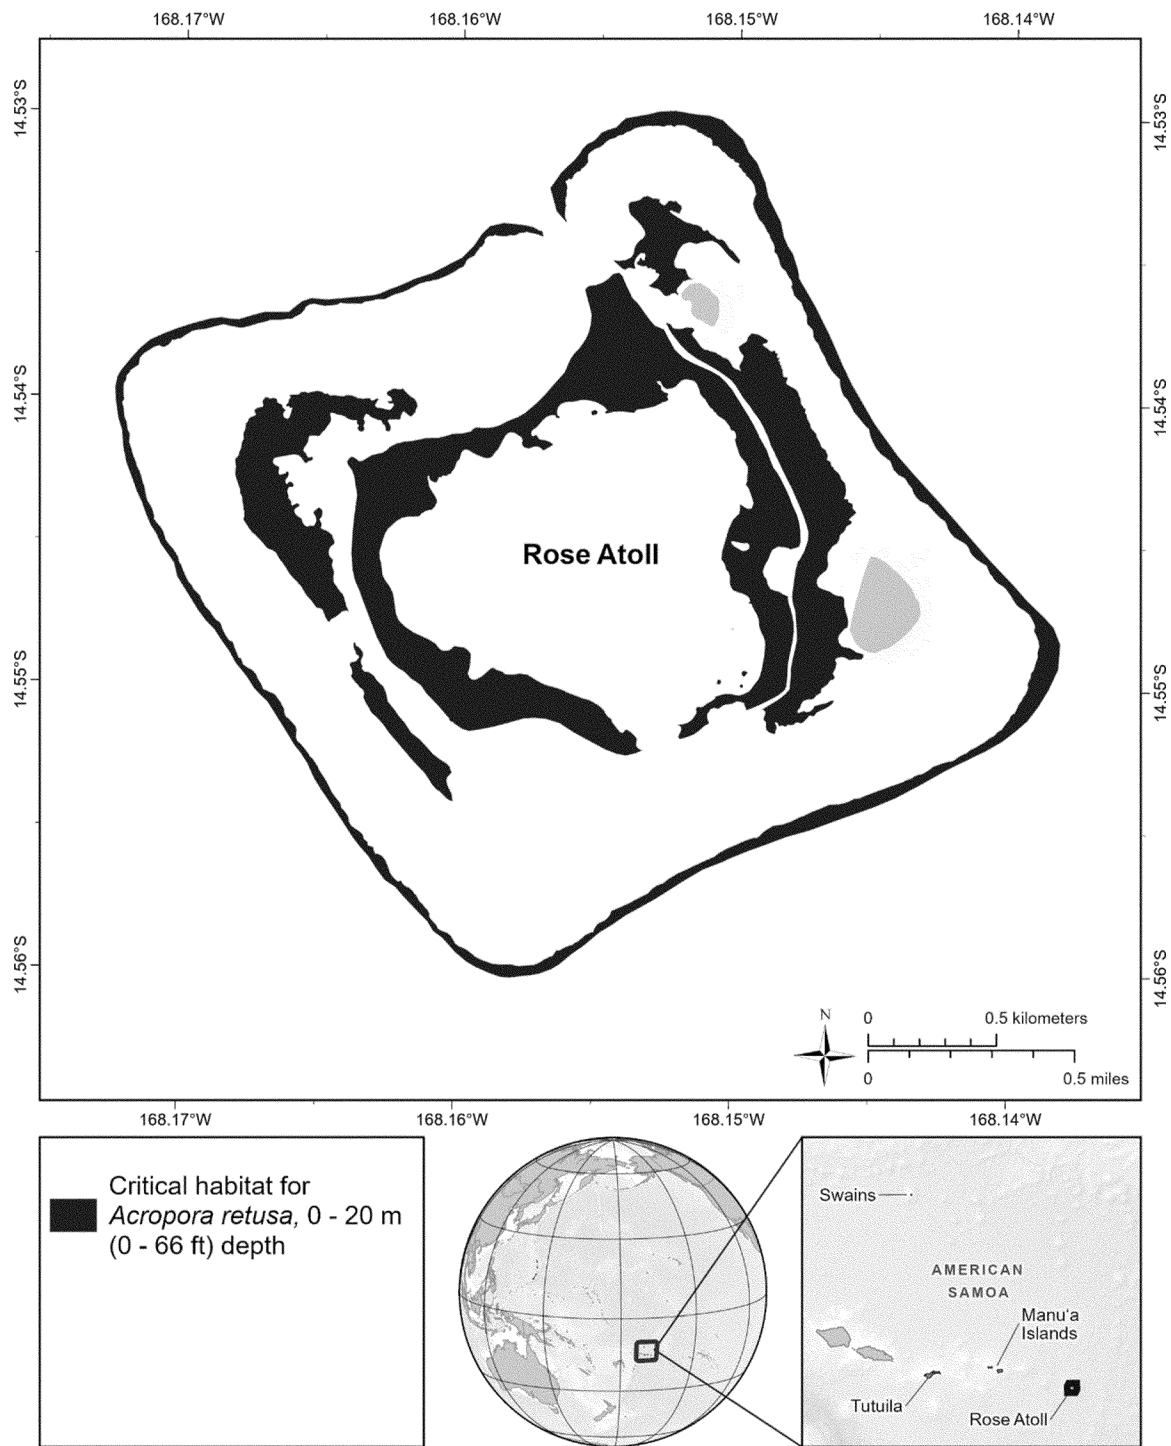 168.17°W 168.16°W 168.15°W 168.14°W
14.53°S 14.53°S
14.54°S 14.54°S
Rose Atoll
14.55°S 14.55°S
14.56°S 14.56°S
N
0 0.5 kilometers
0 0.5 miles
168.17°W 168.16°W 168.15°W 168.14°W
Critical habitat for
Acropora retusa, 0 - 20 m
(0 - 66 ft) depth
Swains
AMERICAN
SAMOA
Manuʻa
Islands
Tutuila
Rose Atoll